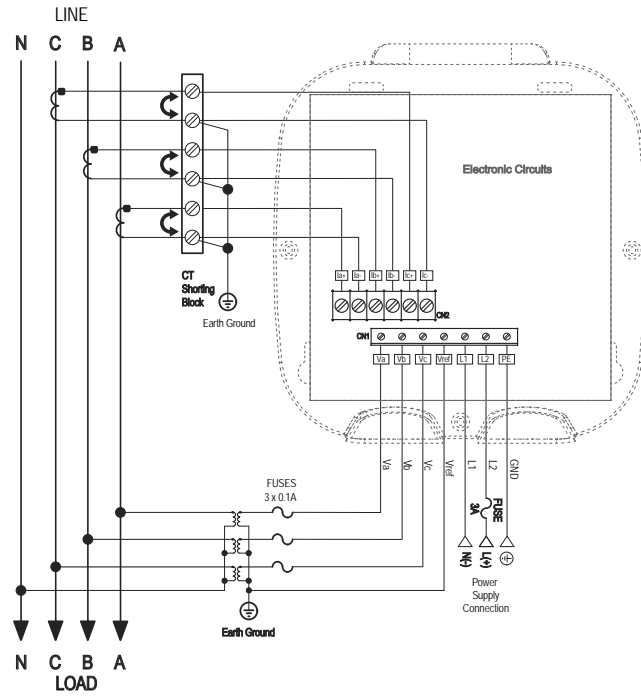 LINE
N C B A
Electronic Circuits
CT
Shorting
Block
Earth Ground
Ia+ Ia- Ib+ Ib- Ic+ Ic-
CN2
CN1
Va Vb Vc Vref L1 L2 PE
Va Vb Vc Vref L1 L2 GND
FUSES
3 x 0.1A
FUSE
3A
N(-) L(+)
Power
Supply
Connection
Earth Ground
N C B A
LOAD